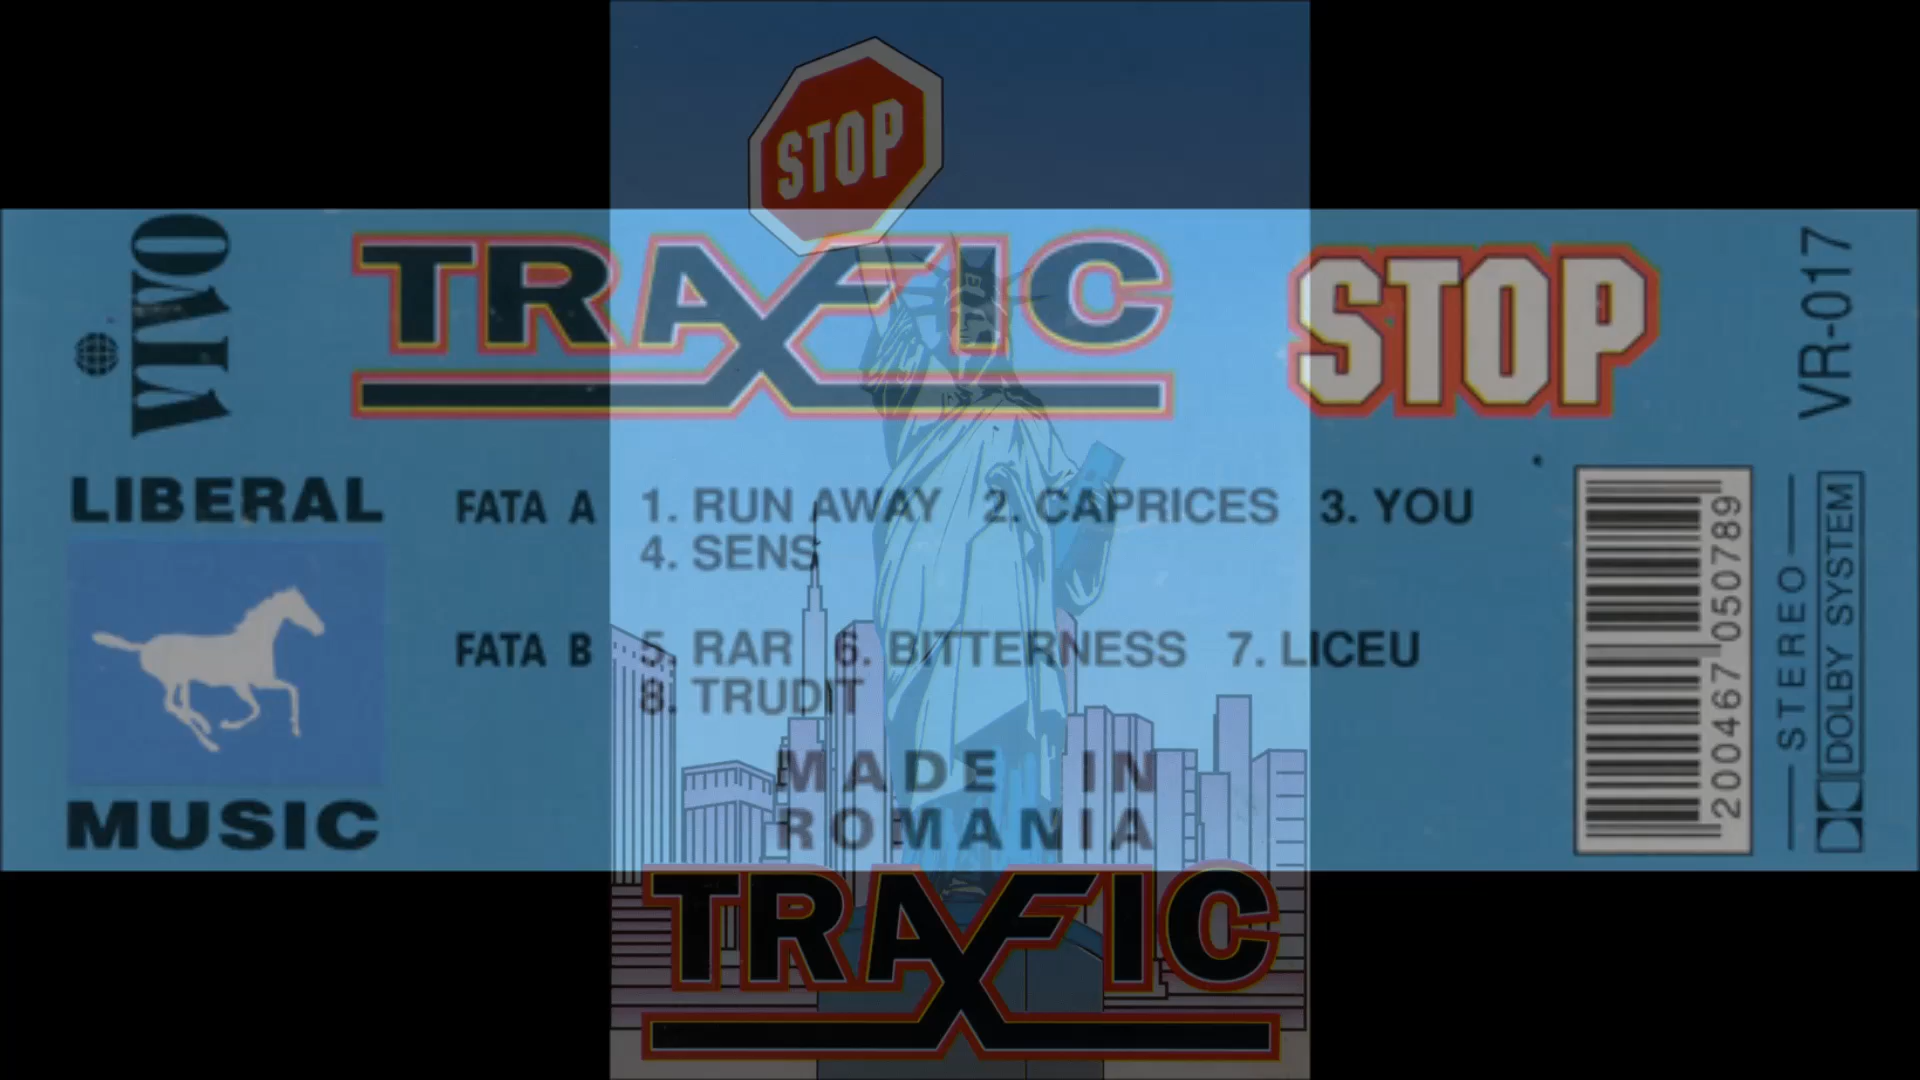 STOP
VIVO
TRAFIC
STOP
VR-017
LIBERAL
MUSIC
FATA A 1. RUN AWAY 2. CAPRICES 3. YOU
4. SENS
FATA B 5. RAR 6. BITTERNESS 7. LICEU
8. TRUDIT
MADE IN
ROMANIA
200467 050789
STEREO
DOLBY SYSTEM
TRAFIC